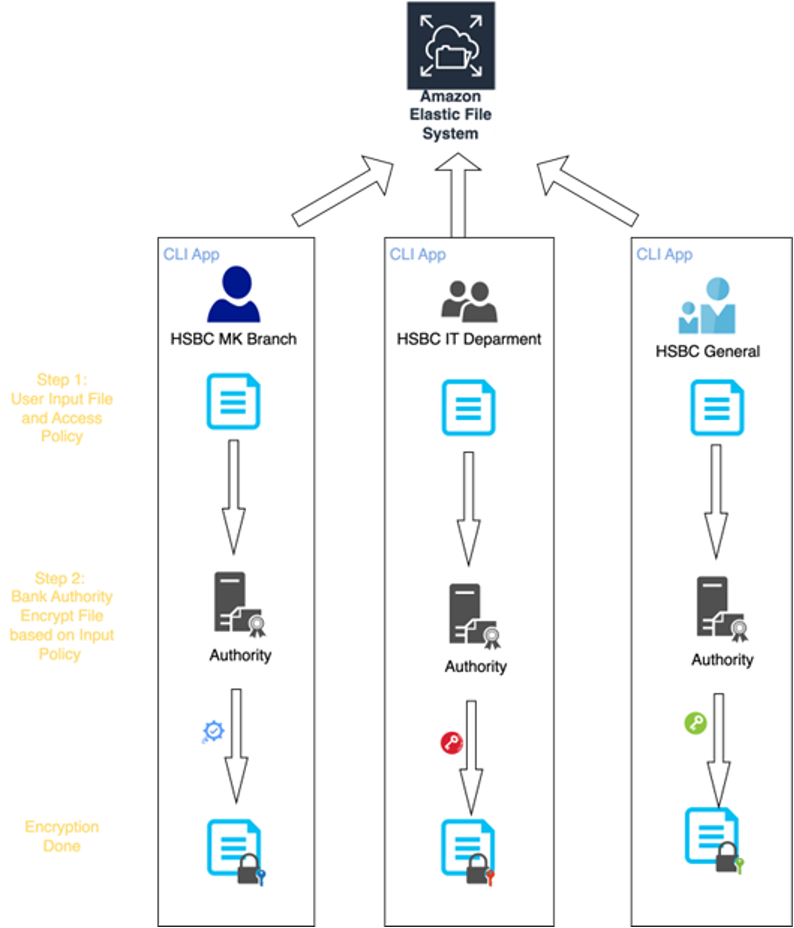 Amazon
Elastic File
System
CLI App
CLI App
CLI App
HSBC MK Branch
HSBC IT Deparment
HSBC General
Step 1:
User Input File
and Access
Policy
Step 2:
Bank Authority
Encrypt File
based on Input
Policy
Authority
Authority
Authority
Encryption
Done